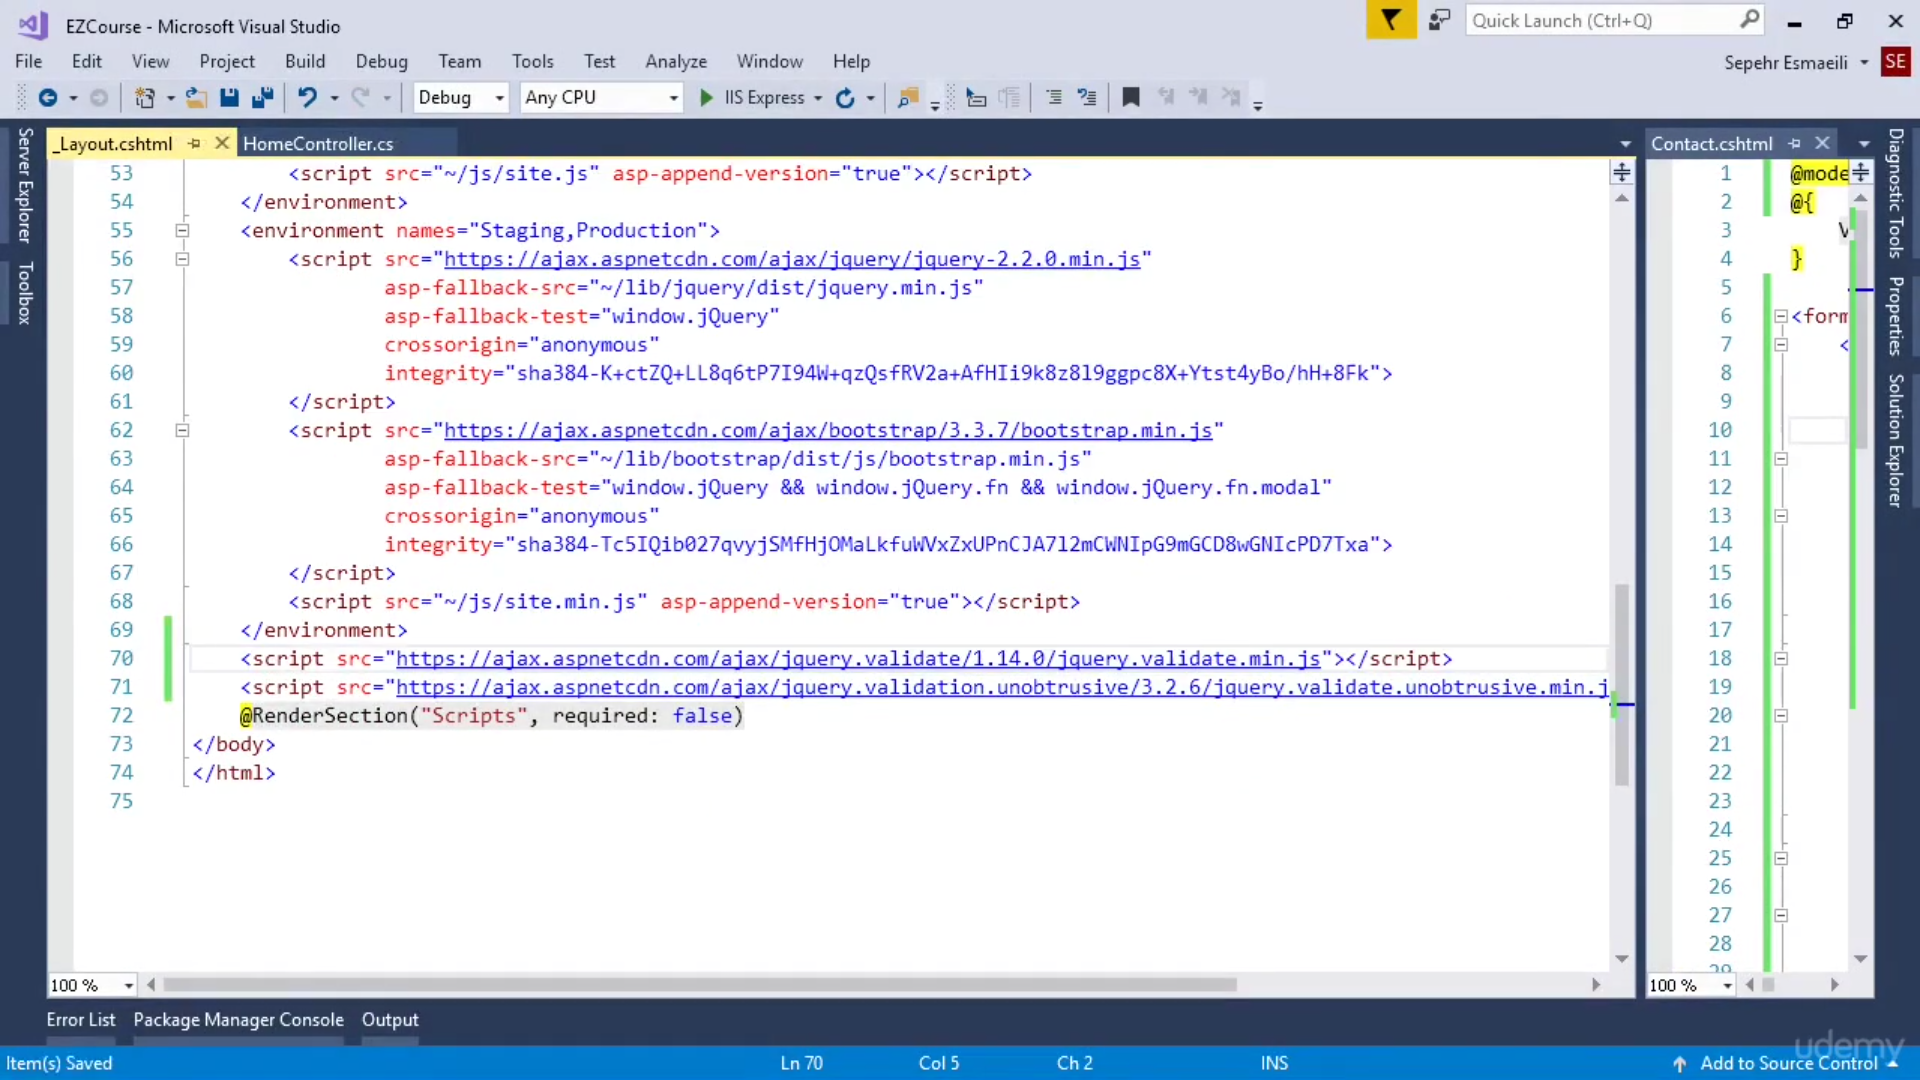 EZCourse - Microsoft Visual Studio
Quick Launch (Ctrl+Q)
File Edit View Project Build Debug Team Tools Test Analyze Window Help
Sepehr Esmaeili SE
Debug Any CPU IIS Express
Server Explorer
Toolbox
_Layout.cshtml HomeController.cs
53 <script src="~/js/site.js" asp-append-version="true"></script>
54 </environment>
55 <environment names="Staging,Production">
56 <script src="https://ajax.aspnetcdn.com/ajax/jquery/jquery-2.2.0.min.js"
57 asp-fallback-src="~/lib/jquery/dist/jquery.min.js"
58 asp-fallback-test="window.jQuery"
59 crossorigin="anonymous"
60 integrity="sha384-K+ctZQ+LL8q6tP7I94W+qzQsfRV2a+AfHIi9k8z8l9ggpc8X+Ytst4yBo/hH+8Fk">
61 </script>
62 <script src="https://ajax.aspnetcdn.com/ajax/bootstrap/3.3.7/bootstrap.min.js"
63 asp-fallback-src="~/lib/bootstrap/dist/js/bootstrap.min.js"
64 asp-fallback-test="window.jQuery && window.jQuery.fn && window.jQuery.fn.modal"
65 crossorigin="anonymous"
66 integrity="sha384-Tc5IQib027qvyjSMfHjOMaLkfuWVxZxUPnCJA7l2mCWNIpG9mGCD8wGNIcPD7Txa">
67 </script>
68 <script src="~/js/site.min.js" asp-append-version="true"></script>
69 </environment>
70 <script src="https://ajax.aspnetcdn.com/ajax/jquery.validate/1.14.0/jquery.validate.min.js"></script>
71 <script src="https://ajax.aspnetcdn.com/ajax/jquery.validation.unobtrusive/3.2.6/jquery.validate.unobtrusive.min.j
72 @RenderSection("Scripts", required: false)
73 </body>
74 </html>
75
100 %
Contact.cshtml
1 @mode
2 @{
3 V
4 }
5
6 <form
7 <
8
9
10
11
12
13
14
15
16
17
18
19
20
21
22
23
24
25
26
27
28
29
100 %
Diagnostic Tools
Properties
Solution Explorer
Error List Package Manager Console Output
Item(s) Saved Ln 70 Col 5 Ch 2 INS Add to Source Control
udemy